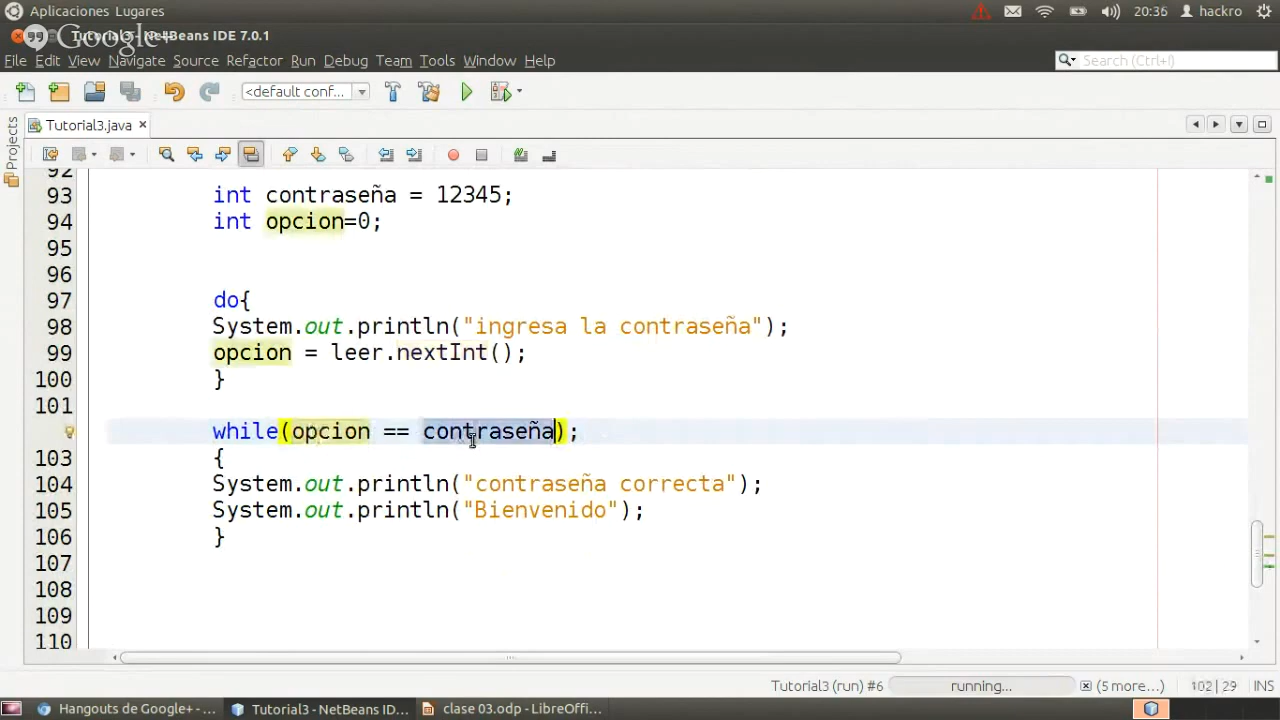 Aplicaciones Lugares 20:36 hackro
Google+
Tutorial3 - NetBeans IDE 7.0.1
File Edit View Navigate Source Refactor Run Debug Team Tools Window Help Search (Ctrl+I)
<default conf...
Projects
Tutorial3.java
92
93 int contraseña = 12345;
94 int opcion=0;
95
96
97 do{
98 System.out.println("ingresa la contraseña");
99 opcion = leer.nextInt();
100 }
101
while(opcion == contraseña);
103 {
104 System.out.println("contraseña correcta");
105 System.out.println("Bienvenido");
106 }
107
108
109
110
Tutorial3 (run) #6 running... (5 more...) 102 | 29 INS
Hangouts de Google+ - ... Tutorial3 - NetBeans ID... clase 03.odp - LibreOffi...